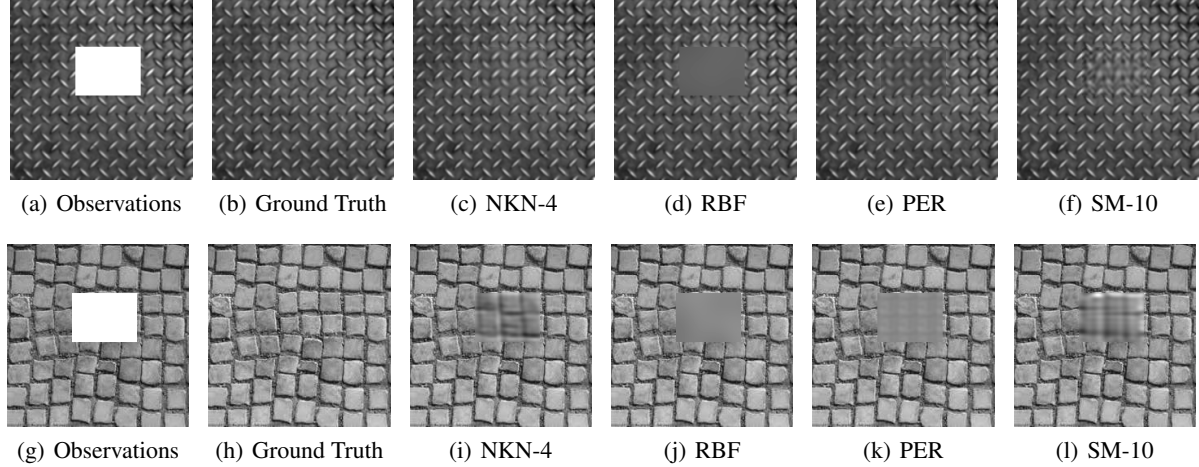 (a) Observations (b) Ground Truth (c) NKN-4 (d) RBF (e) PER (f) SM-10
(g) Observations (h) Ground Truth (i) NKN-4 (j) RBF (k) PER (l) SM-10